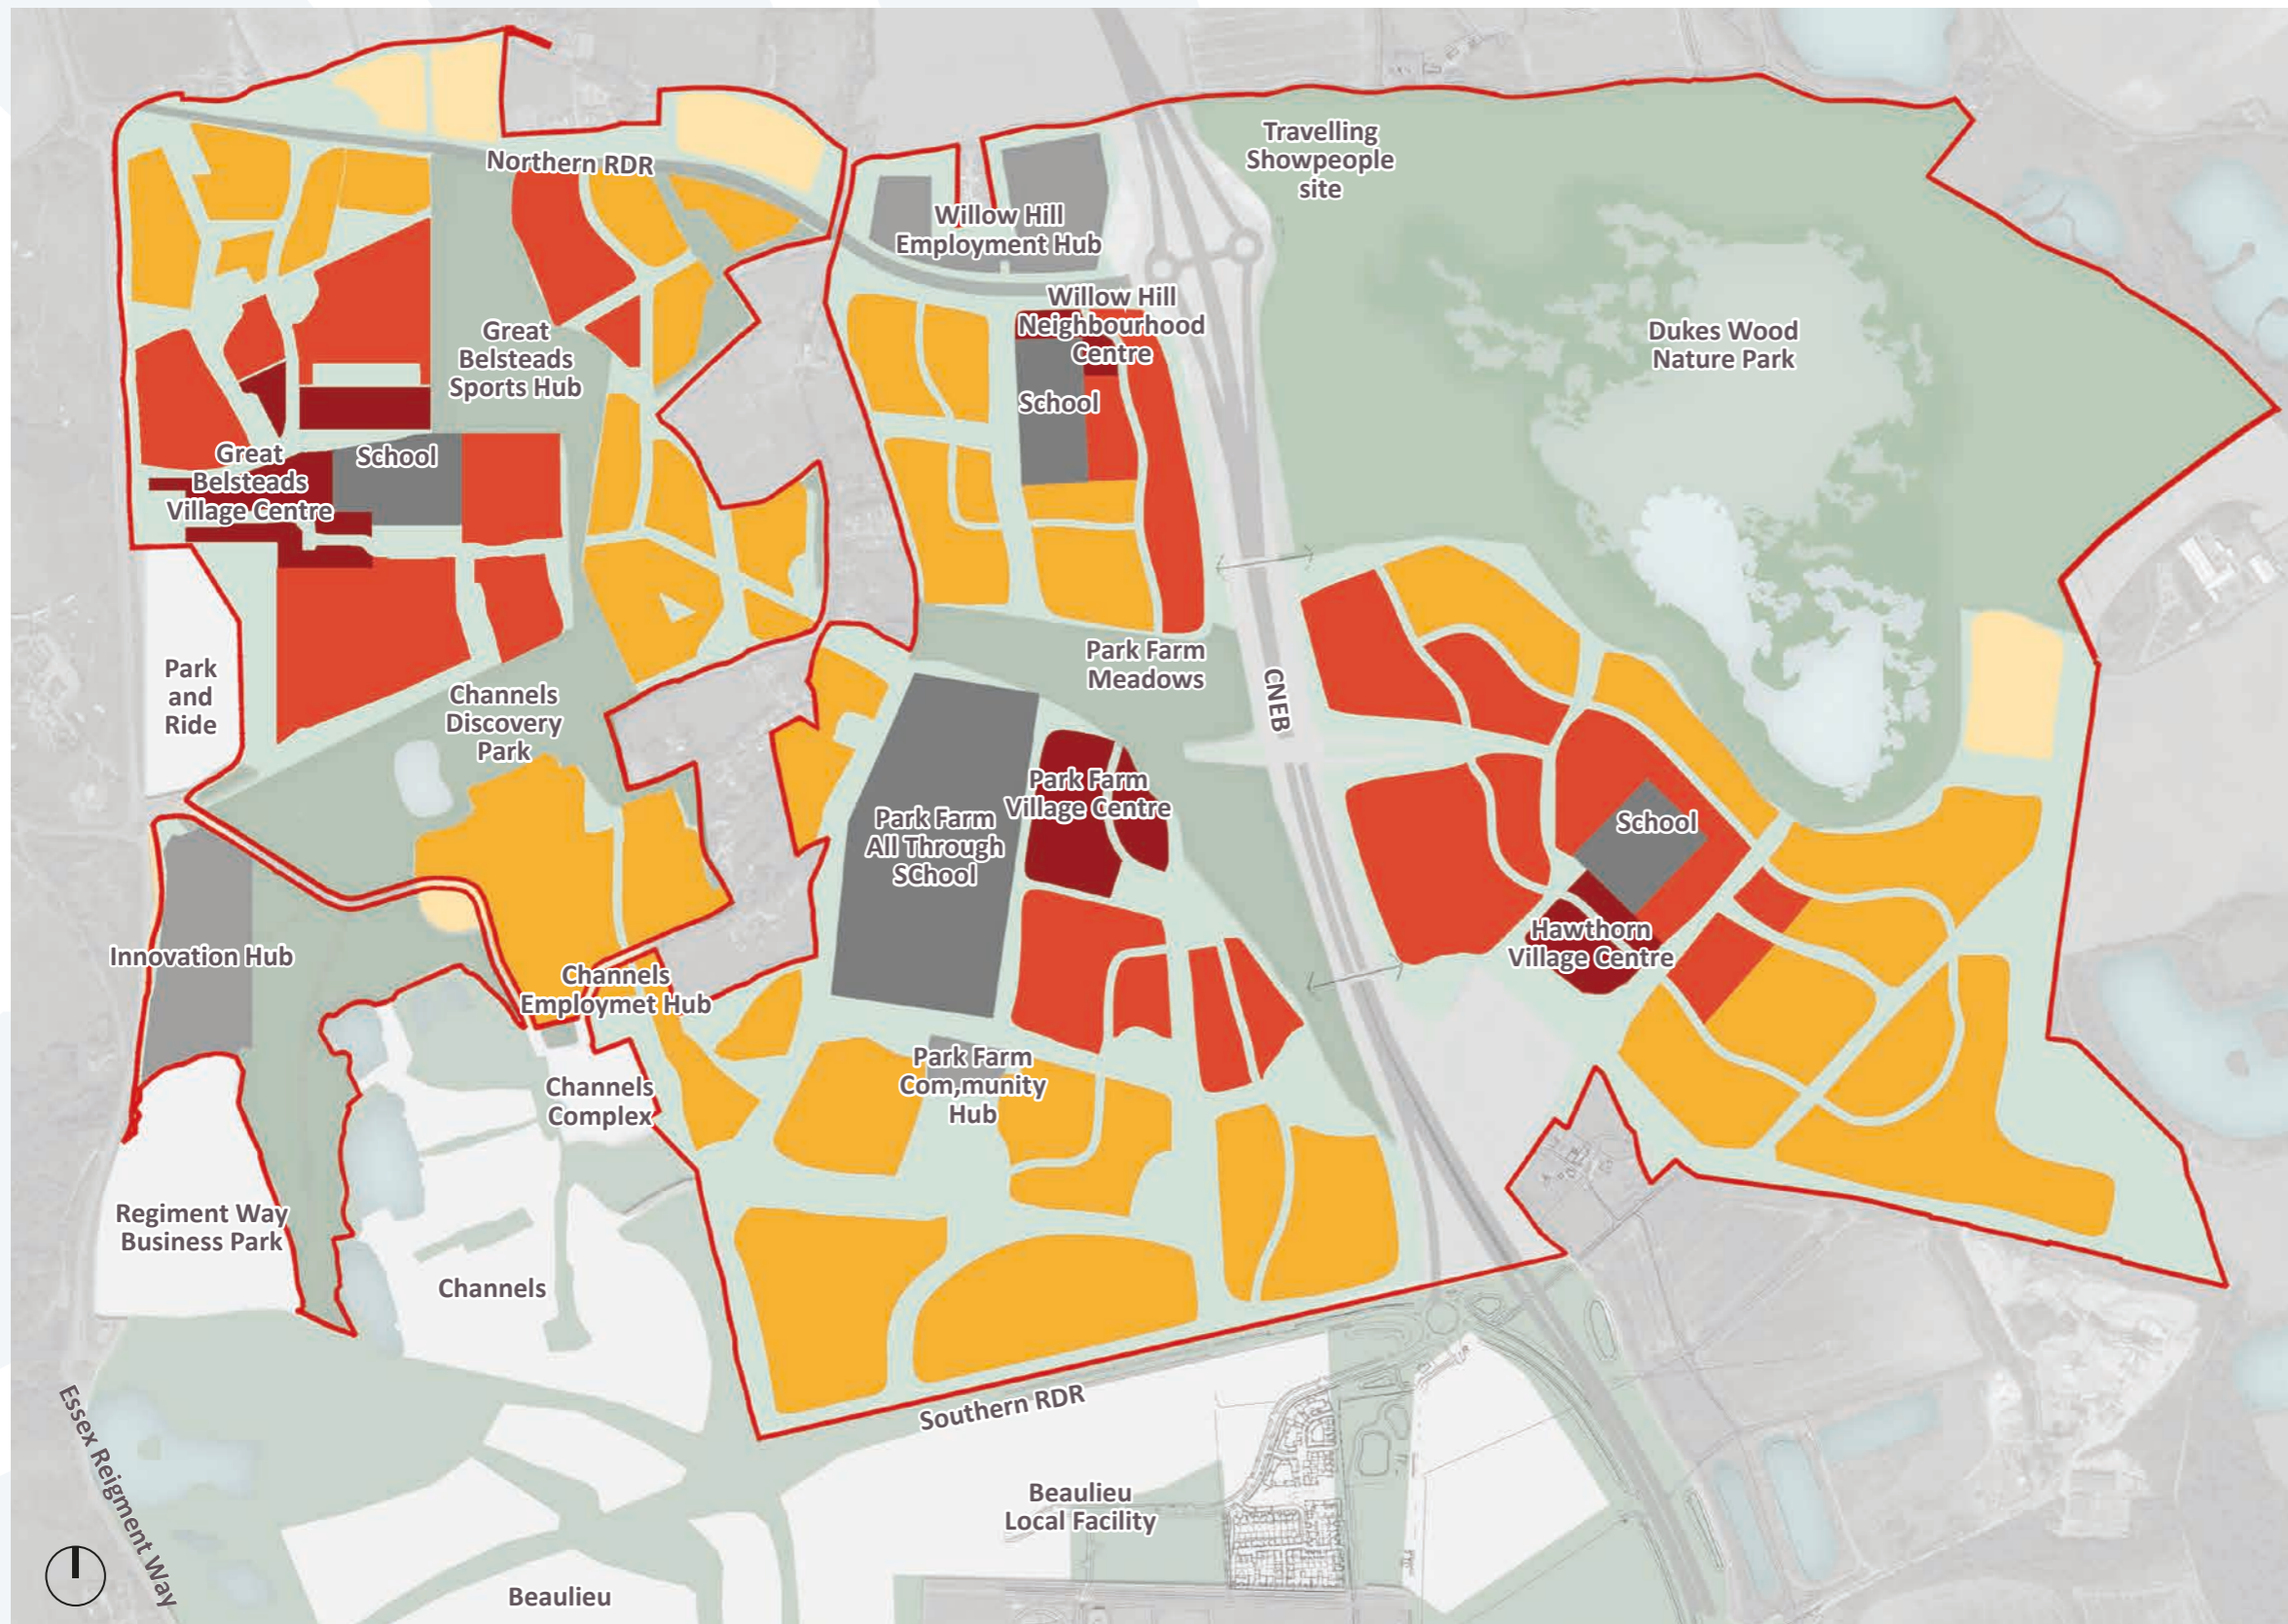 Travelling
Showpeople
site
Northern RDR
Willow Hill
Employment Hub
Willow Hill
Neighbourhood
Centre
School
Great
Belsteads
Sports Hub
Dukes Wood
Nature Park
Great
Belsteads
Village Centre
School
Park
and
Ride
Channels
Discovery
Park
Park Farm
Meadows
CNEB
Park Farm
Village Centre
Park Farm
All Through
SChool
School
Hawthorn
Village Centre
Innovation Hub
Channels
Employmet Hub
Park Farm
Com,munity
Hub
Channels
Complex
Regiment Way
Business Park
Channels
Southern RDR
Essex Reigment Way
Beaulieu
Local Facility
Beaulieu